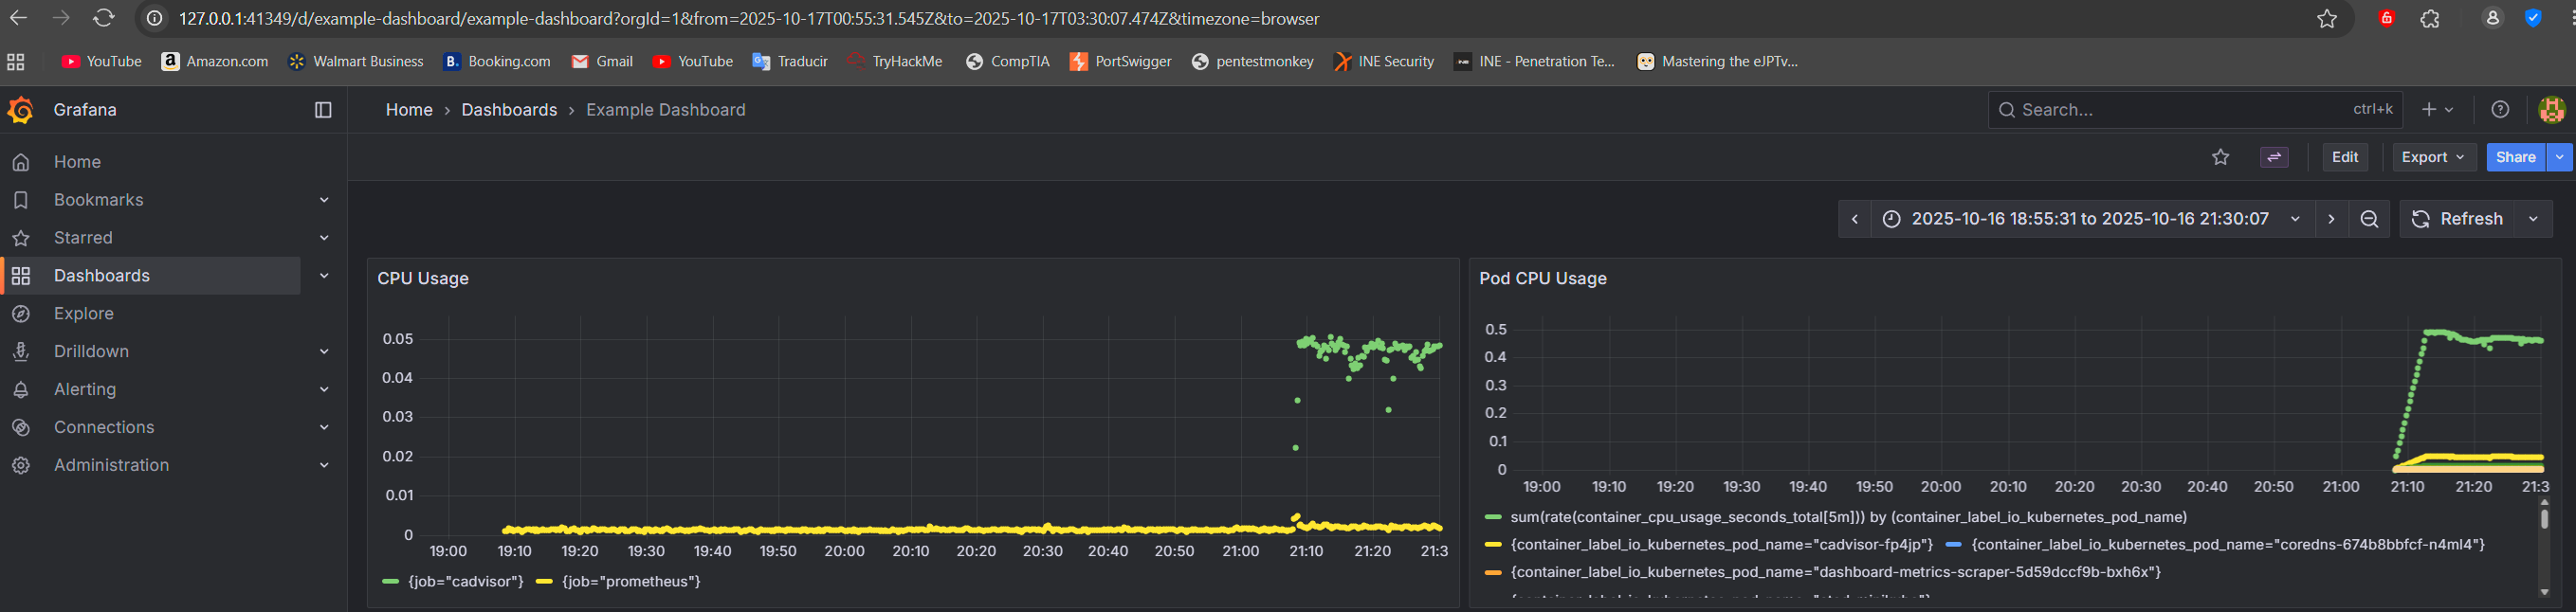 127.0.0.1:41349/d/example-dashboard/example-dashboard?orgId=1&from=2025-10-17T00:55:31.545Z&to=2025-10-17T03:30:07.474Z&timezone=browser
YouTube Amazon.com Walmart Business Booking.com Gmail YouTube Traducir TryHackMe CompTIA PortSwigger pentestmonkey INE Security INE - Penetration Te... Mastering the eJPTv...
Grafana
Home › Dashboards › Example Dashboard
Search... ctrl+k
Edit Export Share
Home
Bookmarks
Starred
Dashboards
Explore
Drilldown
Alerting
Connections
Administration
2025-10-16 18:55:31 to 2025-10-16 21:30:07 Refresh
CPU Usage
0.05
0.04
0.03
0.02
0.01
0
19:00 19:10 19:20 19:30 19:40 19:50 20:00 20:10 20:20 20:30 20:40 20:50 21:00 21:10 21:20 21:3
{job="cadvisor"} {job="prometheus"}
Pod CPU Usage
0.5
0.4
0.3
0.2
0.1
0
19:00 19:10 19:20 19:30 19:40 19:50 20:00 20:10 20:20 20:30 20:40 20:50 21:00 21:10 21:20 21:3
sum(rate(container_cpu_usage_seconds_total[5m])) by (container_label_io_kubernetes_pod_name)
{container_label_io_kubernetes_pod_name="cadvisor-fp4jp"} {container_label_io_kubernetes_pod_name="coredns-674b8bbfcf-n4ml4"}
{container_label_io_kubernetes_pod_name="dashboard-metrics-scraper-5d59dccf9b-bxh6x"}